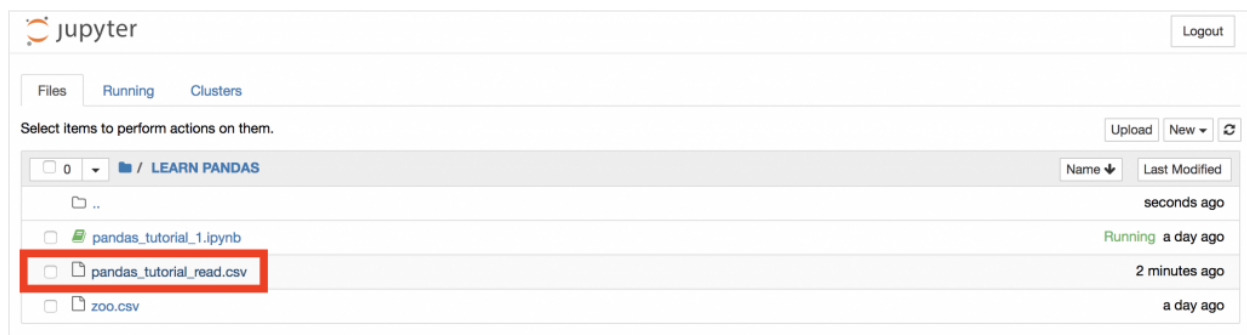 jupyter Logout
Files Running Clusters
Select items to perform actions on them. Upload New
0 / LEARN PANDAS Name Last Modified
.. seconds ago
pandas_tutorial_1.ipynb Running a day ago
pandas_tutorial_read.csv 2 minutes ago
zoo.csv a day ago